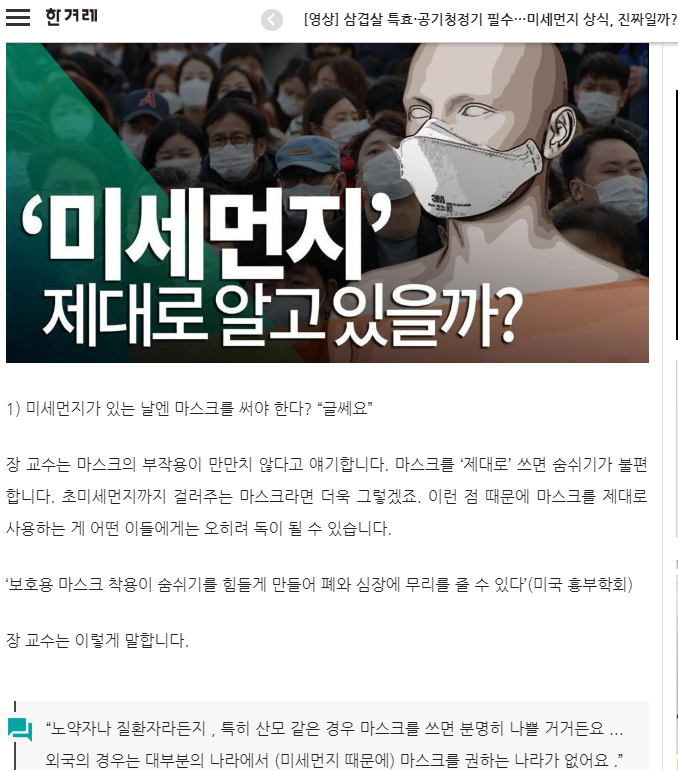 한겨레
[영상] 삼겹살 특효·공기청정기 필수…미세먼지 상식, 진짜일까?
3M
‘미세먼지’
제대로 알고 있을까?
1) 미세먼지가 있는 날엔 마스크를 써야 한다? “글쎄요”
장 교수는 마스크의 부작용이 만만치 않다고 얘기합니다. 마스크를 ‘제대로’ 쓰면 숨쉬기가 불편
합니다. 초미세먼지까지 걸러주는 마스크라면 더욱 그렇겠죠. 이런 점 때문에 마스크를 제대로
사용하는 게 어떤 이들에게는 오히려 독이 될 수 있습니다.
‘보호용 마스크 착용이 숨쉬기를 힘들게 만들어 폐와 심장에 무리를 줄 수 있다’(미국 흉부학회)
장 교수는 이렇게 말합니다.
“노약자나 질환자라든지 , 특히 산모 같은 경우 마스크를 쓰면 분명히 나쁠 거거든요 ...
외국의 경우는 대부분의 나라에서 (미세먼지 때문에) 마스크를 권하는 나라가 없어요 .”